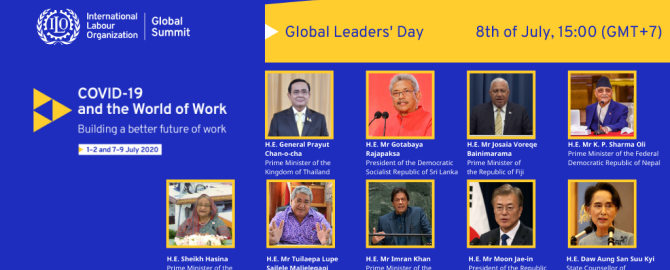 International
Labour
Organization
Global
Summit
Global Leaders' Day
8th of July, 15:00 (GMT+7)
COVID-19
and the World of Work
Building a better future of work
1-2 and 7-9 July 2020
H.E. General Prayut
Chan-o-cha
Prime Minister of the
Kingdom of Thailand
H.E. Mr Gotabaya
Rajapaksa
President of the Democratic
Socialist Republic of Sri Lanka
H.E. Mr Josaia Voreqe
Bainimarama
Prime Minister of
the Republic of Fiji
H.E. Mr K. P. Sharma Oli
Prime Minister of the Federal
Democratic Republic of Nepal
H.E. Sheikh Hasina
Prime Minister of the
H.E. Mr Tuilaepa Lupe
Sailele Malielegaoi
H.E. Mr Imran Khan
Prime Minister of the
H.E. Mr Moon Jae-in
President of the Republic
H.E. Daw Aung San Suu Kyi
State Counsellor of